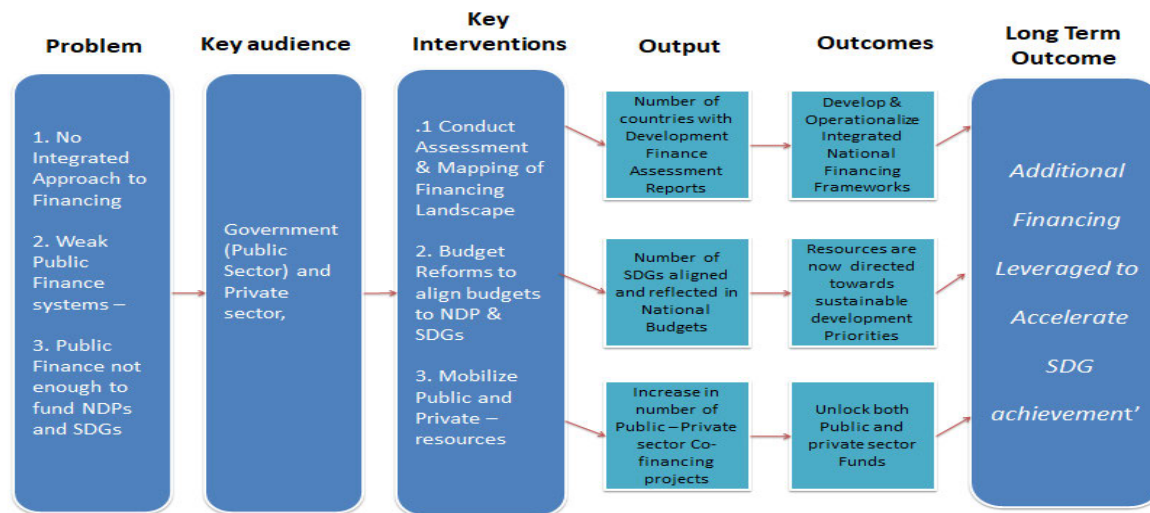 Problem
Key audience
Key
Interventions
Output
Outcomes
Long Term
Outcome
1. No
Integrated
Approach to
Financing
2. Weak
Public
Finance
systems –
3. Public
Finance not
enough to
fund NDPs
and SDGs
Government
(Public
Sector) and
Private
sector,
.1 Conduct
Assessment
& Mapping of
Financing
Landscape
2. Budget
Reforms to
align budgets
to NDP &
SDGs
3. Mobilize
Public and
Private –
resources
Number of
countries with
Development
Finance
Assessment
Reports
Number of
SDGs aligned
and reflected in
National
Budgets
Increase in
number of
Public – Private
sector Co-
financing
projects
Develop &
Operationalize
Integrated
National
Financing
Frameworks
Resources are
now directed
towards
sustainable
development
Priorities
Unlock both
Public and
private sector
Funds
Additional
Financing
Leveraged to
Accelerate
SDG
achievement’